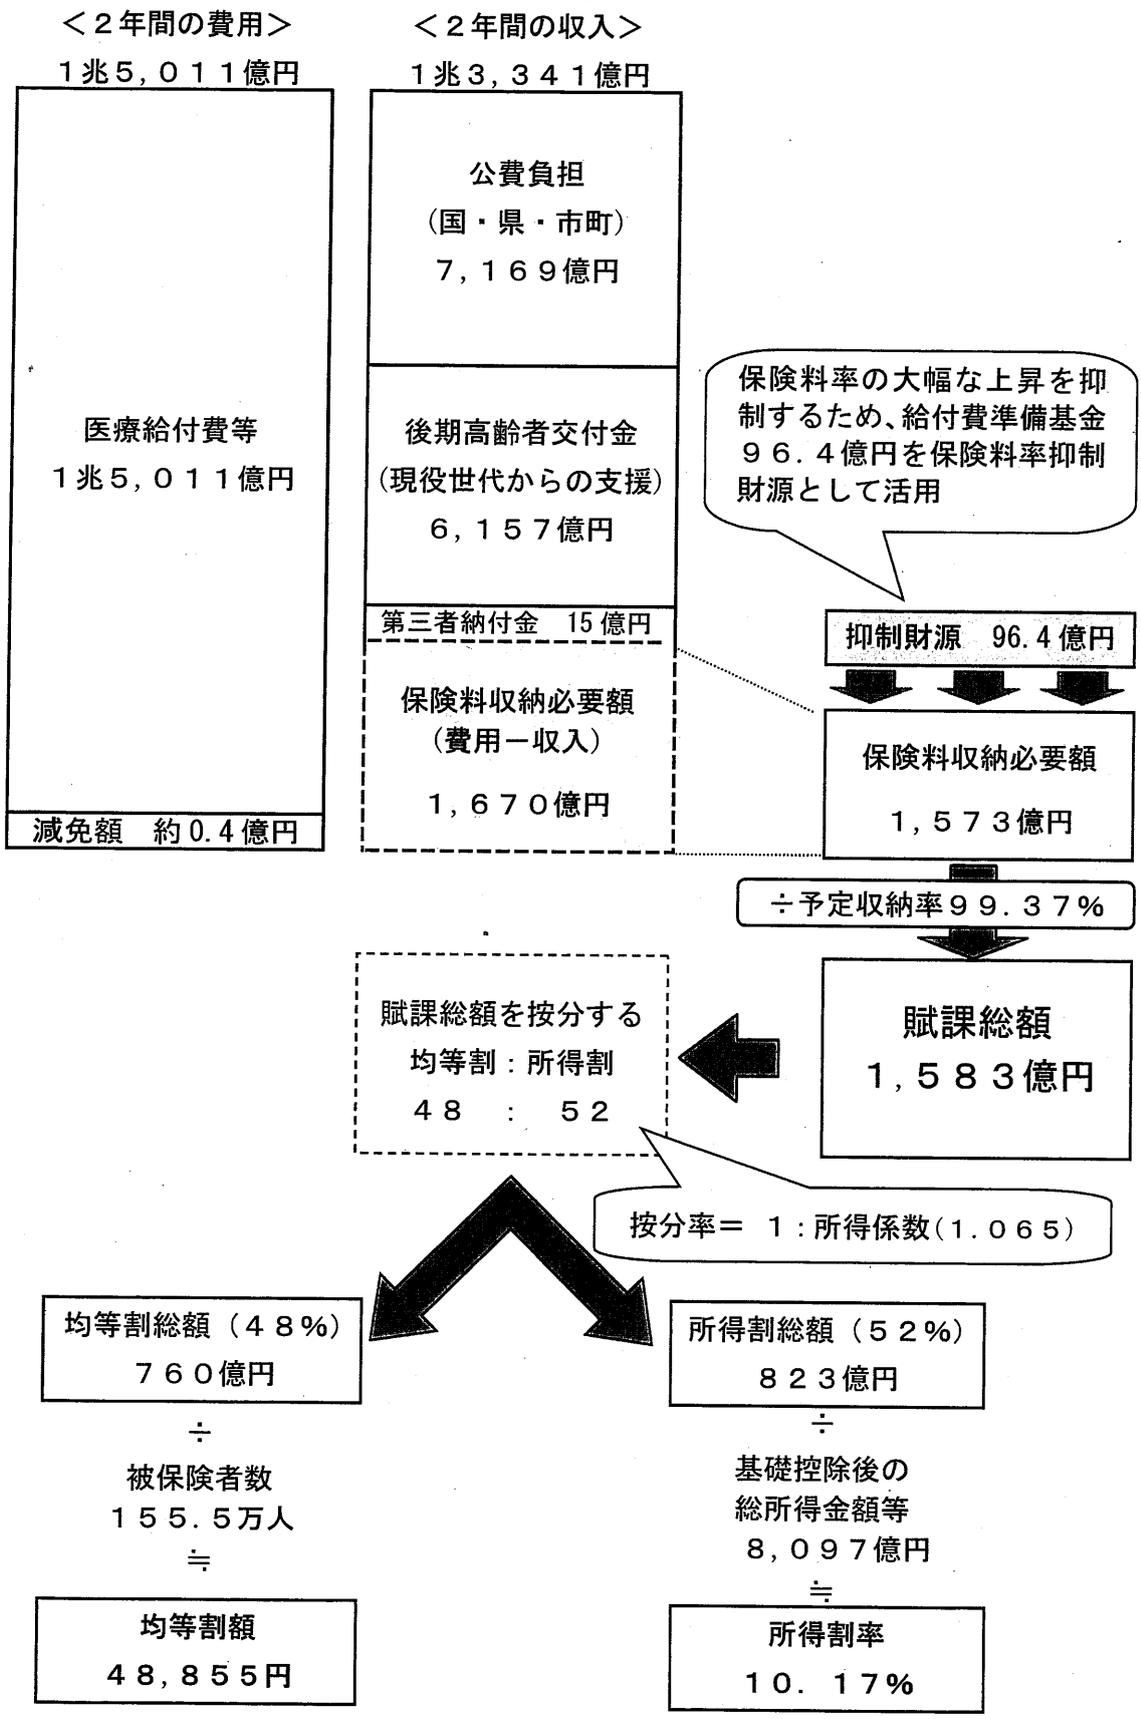 ＜２年間の費用＞
１兆５，０１１億円
医療給付費等
１兆５，０１１億円
減免額　約0.4億円
＜２年間の収入＞
１兆３，３４１億円
公費負担
（国・県・市町）
７，１６９億円
後期高齢者交付金
（現役世代からの支援）
６，１５７億円
第三者納付金　15億円
保険料収納必要額
（費用－収入）
１，６７０億円
保険料率の大幅な上昇を抑
制するため、給付費準備基金
９６．４億円を保険料率抑制
財源として活用
抑制財源　96.4億円
保険料収納必要額
１，５７３億円
÷予定収納率９９．３７％
賦課総額
１，５８３億円
賦課総額を按分する
均等割：所得割
４８　：　５２
按分率＝　１：所得係数（１．０６５）
均等割総額（４８％）
７６０億円
÷
被保険者数
１５５．５万人
≒
均等割額
４８，８５５円
所得割総額（５２％）
８２３億円
÷
基礎控除後の
総所得金額等
８，０９７億円
≒
所得割率
１０．１７％